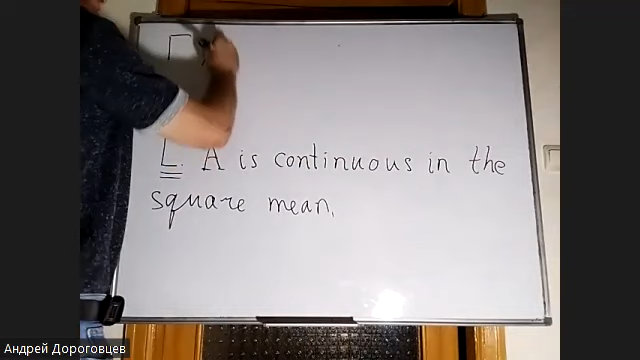 Γ
L. A is continuous in the
square mean.
Андрей Дороговцев